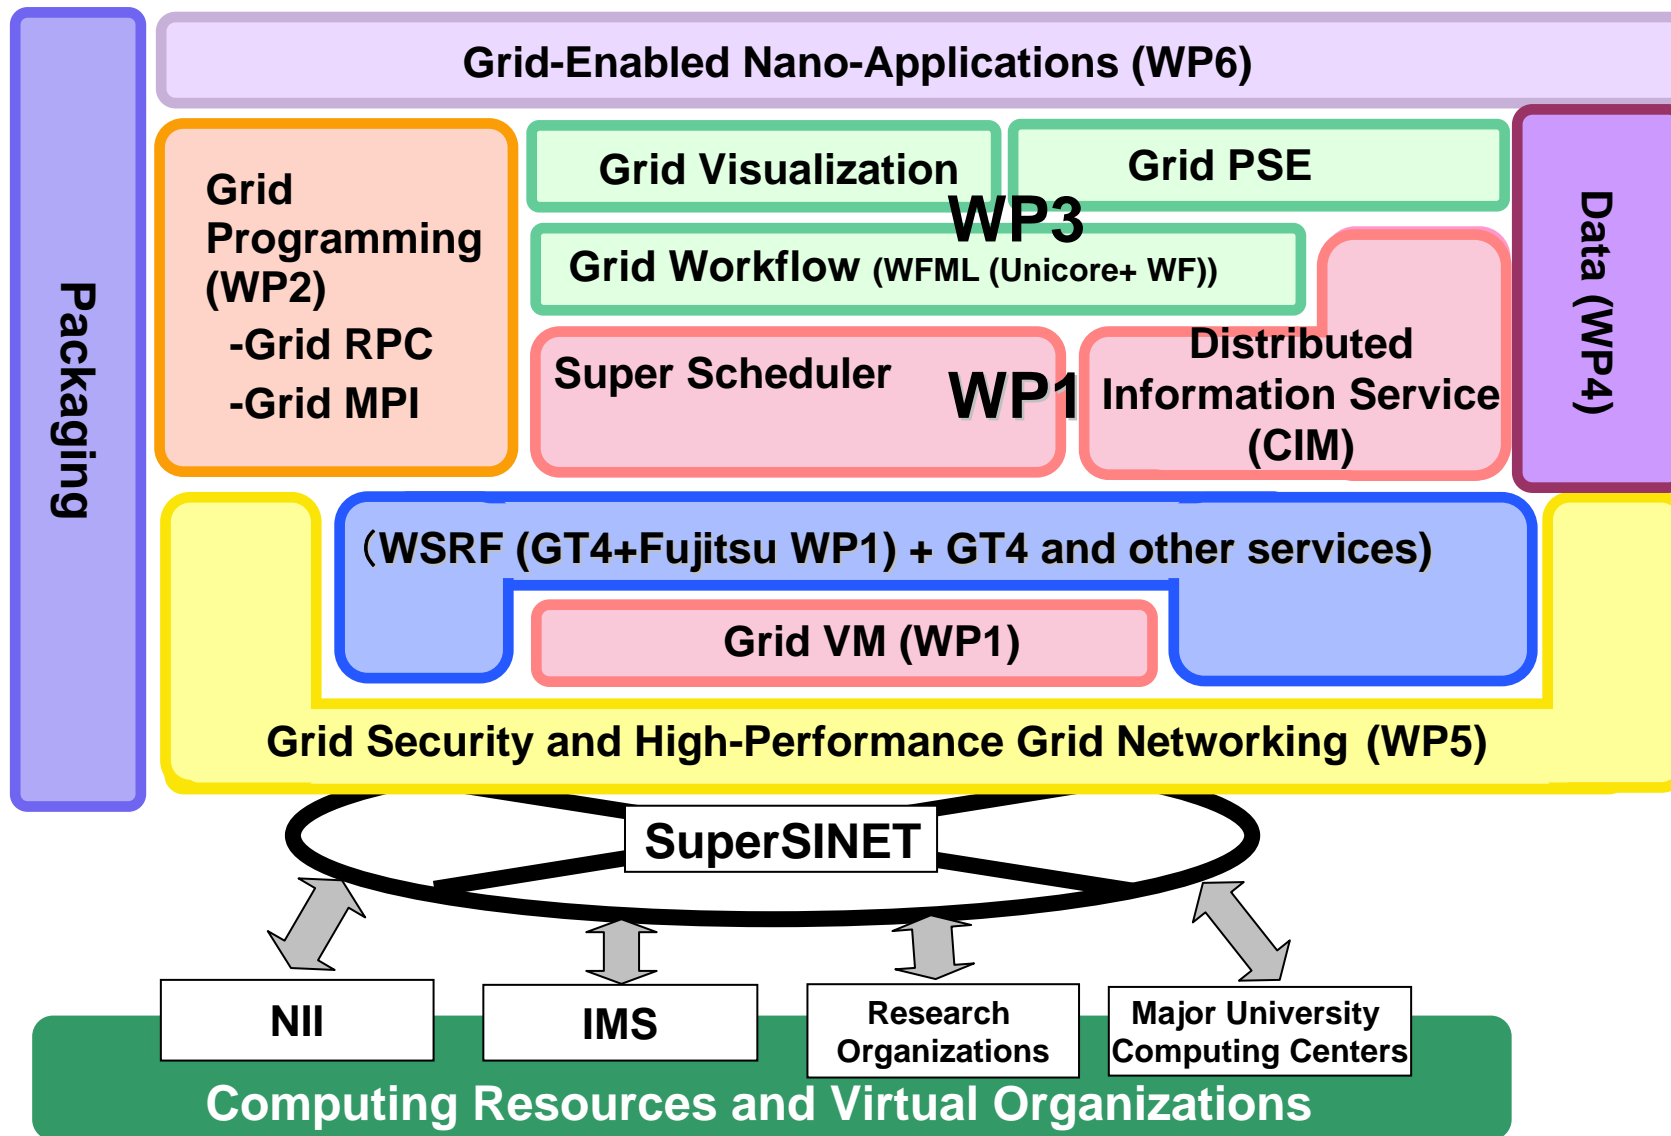 Grid-Enabled Nano-Applications (WP6)
Packaging
Grid
Programming
(WP2)
-Grid RPC
-Grid MPI
Grid Visualization
Grid PSE
WP3
Grid Workflow (WFML (Unicore+ WF))
Super Scheduler
WP1
Distributed
Information Service
(CIM)
Data (WP4)
（WSRF (GT4+Fujitsu WP1) + GT4 and other services)
Grid VM (WP1)
Grid Security and High-Performance Grid Networking (WP5)
SuperSINET
NII
IMS
Research
Organizations
Major University
Computing Centers
Computing Resources and Virtual Organizations